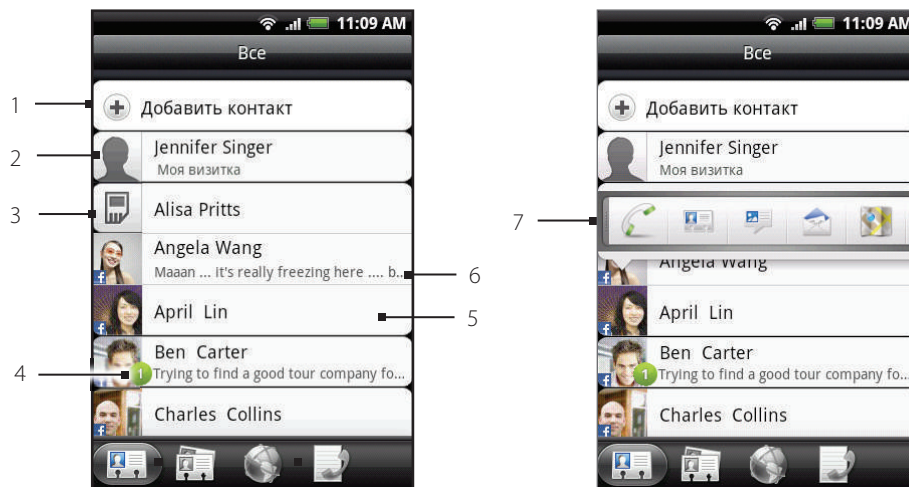 11:09 AM
Все
1
Добавить контакт
2
Jennifer Singer
Моя визитка
3
Alisa Pritts
Angela Wang
Maaan ... it's really freezing here .... b...
6
April Lin
5
Ben Carter
4
1
Trying to find a good tour company fo...
Charles Collins
11:09 AM
Все
Добавить контакт
Jennifer Singer
Моя визитка
7
Angela Wang
April Lin
Ben Carter
1
Trying to find a good tour company fo...
Charles Collins